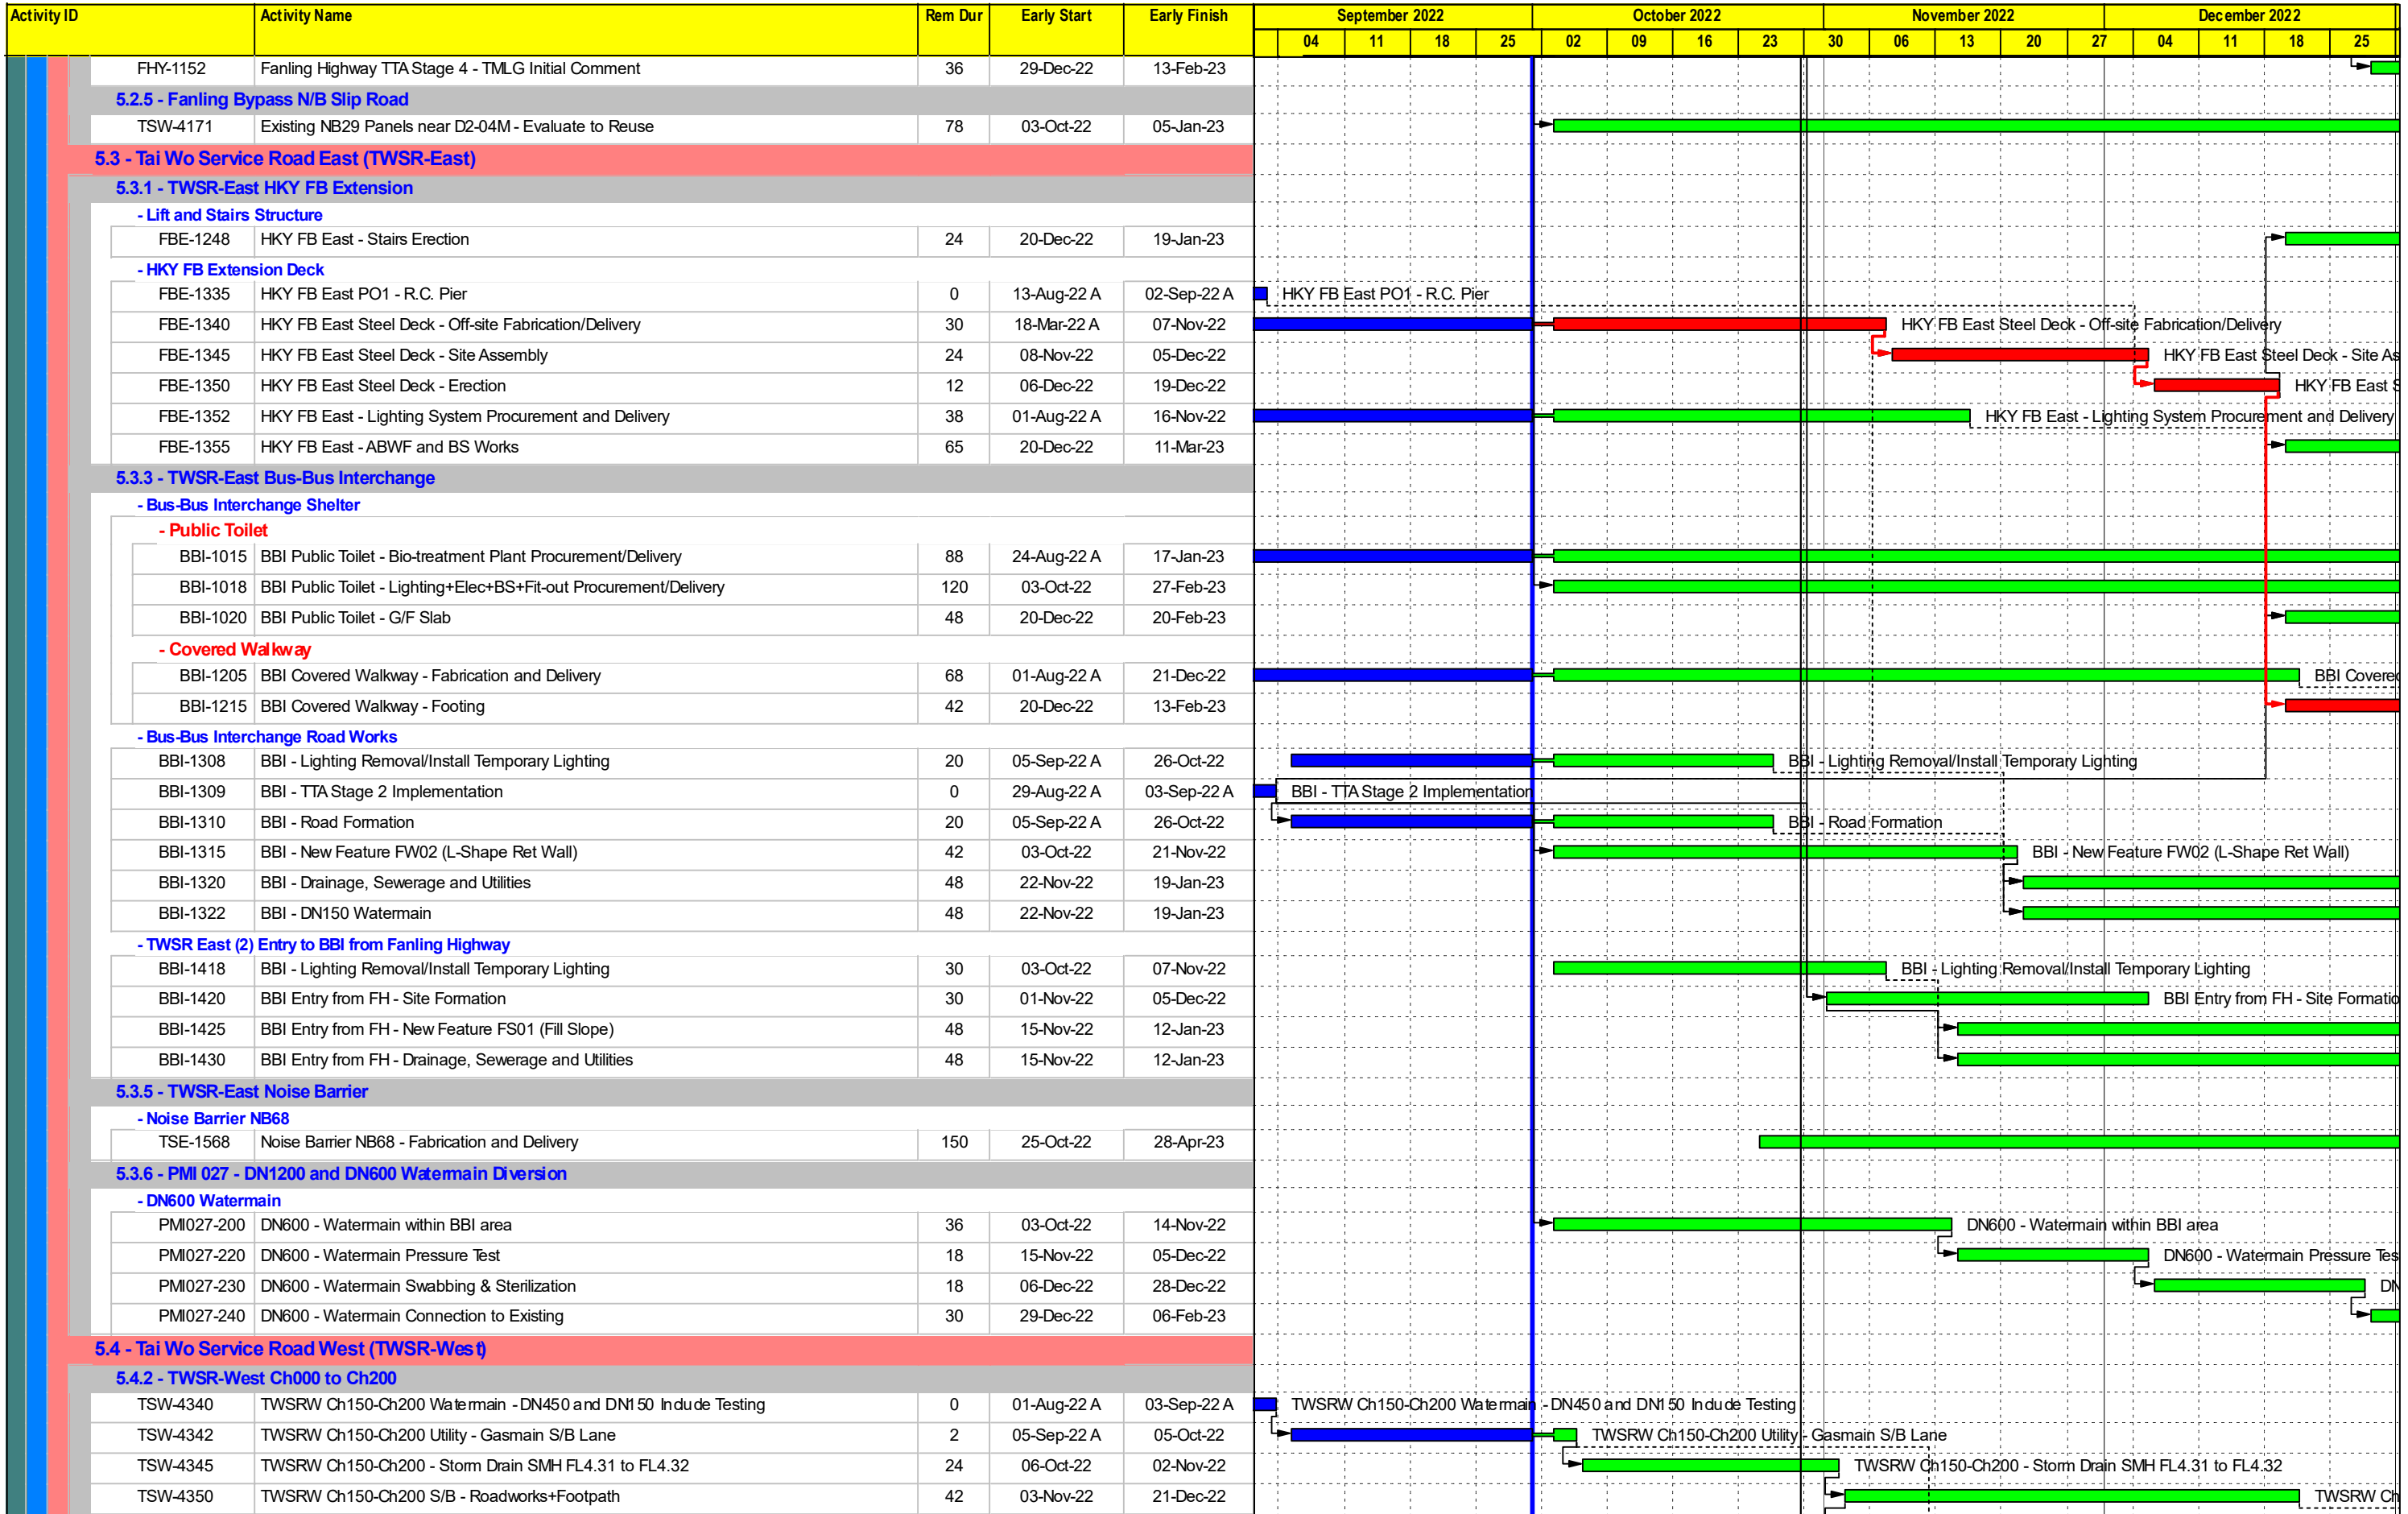 Activity ID Activity Name Rem Dur Early Start Early Finish September 2022 October 2022 November 2022 December 2022
04 11 18 25 02 09 16 23 30 06 13 20 27 04 11 18 25
FHY-1152 Fanling Highway TTA Stage 4 - TMLG Initial Comment 36 29-Dec-22 13-Feb-23
5.2.5 - Fanling Bypass N/B Slip Road
TSW-4171 Existing NB29 Panels near D2-04M - Evaluate to Reuse 78 03-Oct-22 05-Jan-23
5.3 - Tai Wo Service Road East (TWSR-East)
5.3.1 - TWSR-East HKY FB Extension
- Lift and Stairs Structure
FBE-1248 HKY FB East - Stairs Erection 24 20-Dec-22 19-Jan-23
- HKY FB Extension Deck
FBE-1335 HKY FB East PO1 - R.C. Pier 0 13-Aug-22 A 02-Sep-22 A HKY FB East PO1 - R.C. Pier
FBE-1340 HKY FB East Steel Deck - Off-site Fabrication/Delivery 30 18-Mar-22 A 07-Nov-22 HKY FB East Steel Deck - Off-site Fabrication/Delivery
FBE-1345 HKY FB East Steel Deck - Site Assembly 24 08-Nov-22 05-Dec-22 HKY FB East Steel Deck - Site As
FBE-1350 HKY FB East Steel Deck - Erection 12 06-Dec-22 19-Dec-22 HKY FB East S
FBE-1352 HKY FB East - Lighting System Procurement and Delivery 38 01-Aug-22 A 16-Nov-22 HKY FB East - Lighting System Procurement and Delivery
FBE-1355 HKY FB East - ABWF and BS Works 65 20-Dec-22 11-Mar-23
5.3.3 - TWSR-East Bus-Bus Interchange
- Bus-Bus Interchange Shelter
- Public Toilet
BBI-1015 BBI Public Toilet - Bio-treatment Plant Procurement/Delivery 88 24-Aug-22 A 17-Jan-23
BBI-1018 BBI Public Toilet - Lighting+Elec+BS+Fit-out Procurement/Delivery 120 03-Oct-22 27-Feb-23
BBI-1020 BBI Public Toilet - G/F Slab 48 20-Dec-22 20-Feb-23
- Covered Walkway
BBI-1205 BBI Covered Walkway - Fabrication and Delivery 68 01-Aug-22 A 21-Dec-22 BBI Covered
BBI-1215 BBI Covered Walkway - Footing 42 20-Dec-22 13-Feb-23
- Bus-Bus Interchange Road Works
BBI-1308 BBI - Lighting Removal/Install Temporary Lighting 20 05-Sep-22 A 26-Oct-22 BBI - Lighting Removal/Install Temporary Lighting
BBI-1309 BBI - TTA Stage 2 Implementation 0 29-Aug-22 A 03-Sep-22 A BBI - TTA Stage 2 Implementation
BBI-1310 BBI - Road Formation 20 05-Sep-22 A 26-Oct-22 BBI - Road Formation
BBI-1315 BBI - New Feature FW02 (L-Shape Ret Wall) 42 03-Oct-22 21-Nov-22 BBI - New Feature FW02 (L-Shape Ret Wall)
BBI-1320 BBI - Drainage, Sewerage and Utilities 48 22-Nov-22 19-Jan-23
BBI-1322 BBI - DN150 Watermain 48 22-Nov-22 19-Jan-23
- TWSR East (2) Entry to BBI from Fanling Highway
BBI-1418 BBI - Lighting Removal/Install Temporary Lighting 30 03-Oct-22 07-Nov-22 BBI - Lighting Removal/Install Temporary Lighting
BBI-1420 BBI Entry from FH - Site Formation 30 01-Nov-22 05-Dec-22 BBI Entry from FH - Site Formatio
BBI-1425 BBI Entry from FH - New Feature FS01 (Fill Slope) 48 15-Nov-22 12-Jan-23
BBI-1430 BBI Entry from FH - Drainage, Sewerage and Utilities 48 15-Nov-22 12-Jan-23
5.3.5 - TWSR-East Noise Barrier
- Noise Barrier NB68
TSE-1568 Noise Barrier NB68 - Fabrication and Delivery 150 25-Oct-22 28-Apr-23
5.3.6 - PMI 027 - DN1200 and DN600 Watermain Diversion
- DN600 Watermain
PMI027-200 DN600 - Watermain within BBI area 36 03-Oct-22 14-Nov-22 DN600 - Watermain within BBI area
PMI027-220 DN600 - Watermain Pressure Test 18 15-Nov-22 05-Dec-22 DN600 - Watermain Pressure Tes
PMI027-230 DN600 - Watermain Swabbing & Sterilization 18 06-Dec-22 28-Dec-22 DN
PMI027-240 DN600 - Watermain Connection to Existing 30 29-Dec-22 06-Feb-23
5.4 - Tai Wo Service Road West (TWSR-West)
5.4.2 - TWSR-West Ch000 to Ch200
TSW-4340 TWSRW Ch150-Ch200 Watermain - DN450 and DN150 Include Testing 0 01-Aug-22 A 03-Sep-22 A TWSRW Ch150-Ch200 Watermain - DN450 and DN150 Include Testing
TSW-4342 TWSRW Ch150-Ch200 Utility - Gasmain S/B Lane 2 05-Sep-22 A 05-Oct-22 TWSRW Ch150-Ch200 Utility - Gasmain S/B Lane
TSW-4345 TWSRW Ch150-Ch200 - Storm Drain SMH FL4.31 to FL4.32 24 06-Oct-22 02-Nov-22 TWSRW Ch150-Ch200 - Storm Drain SMH FL4.31 to FL4.32
TSW-4350 TWSRW Ch150-Ch200 S/B - Roadworks+Footpath 42 03-Nov-22 21-Dec-22 TWSRW Ch